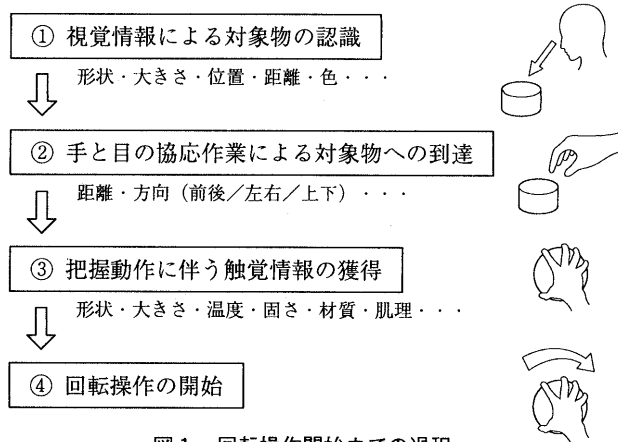 ① 視覚情報による対象物の認識
形状・大きさ・位置・距離・色・・・
② 手と目の協応作業による対象物への到達
距離・方向（前後／左右／上下）・・・
③ 把握動作に伴う触覚情報の獲得
形状・大きさ・温度・固さ・材質・肌理・・・
④ 回転操作の開始
図1 回転操作開始までの過程